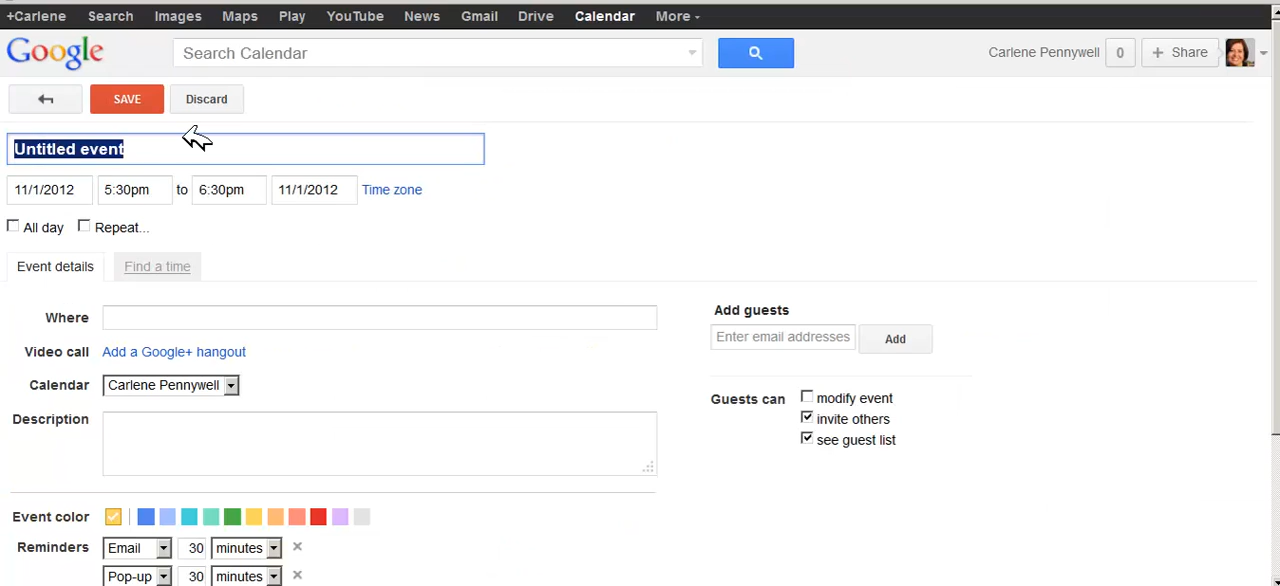 +Carlene Search Images Maps Play YouTube News Gmail Drive Calendar More
Google Search Calendar Carlene Pennywell 0 + Share
SAVE Discard
Untitled event
11/1/2012 5:30pm to 6:30pm 11/1/2012 Time zone
All day Repeat...
Event details Find a time
Where
Video call Add a Google+ hangout
Calendar Carlene Pennywell
Description
Event color
Reminders Email 30 minutes ×
Pop-up 30 minutes ×
Add guests
Enter email addresses Add
Guests can modify event
invite others
see guest list